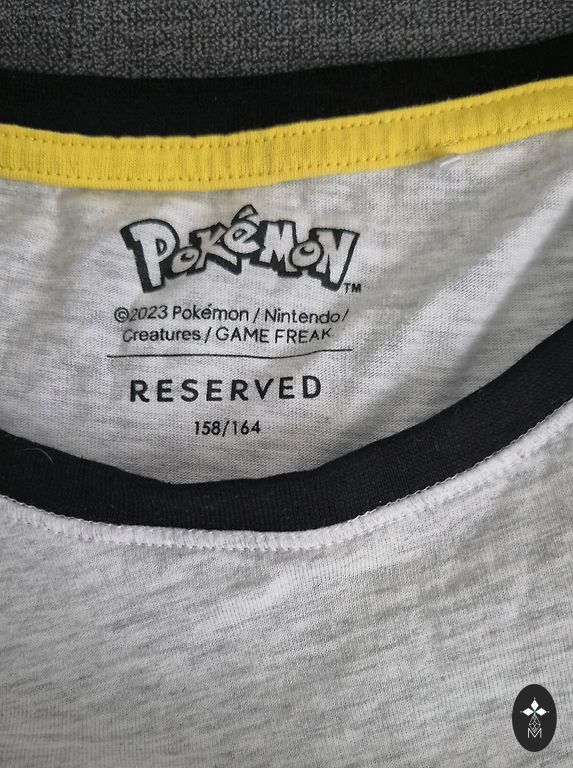 POKéMON
™
©2023 Pokémon / Nintendo/
Creatures / GAME FREAK
RESERVED
158/164
M